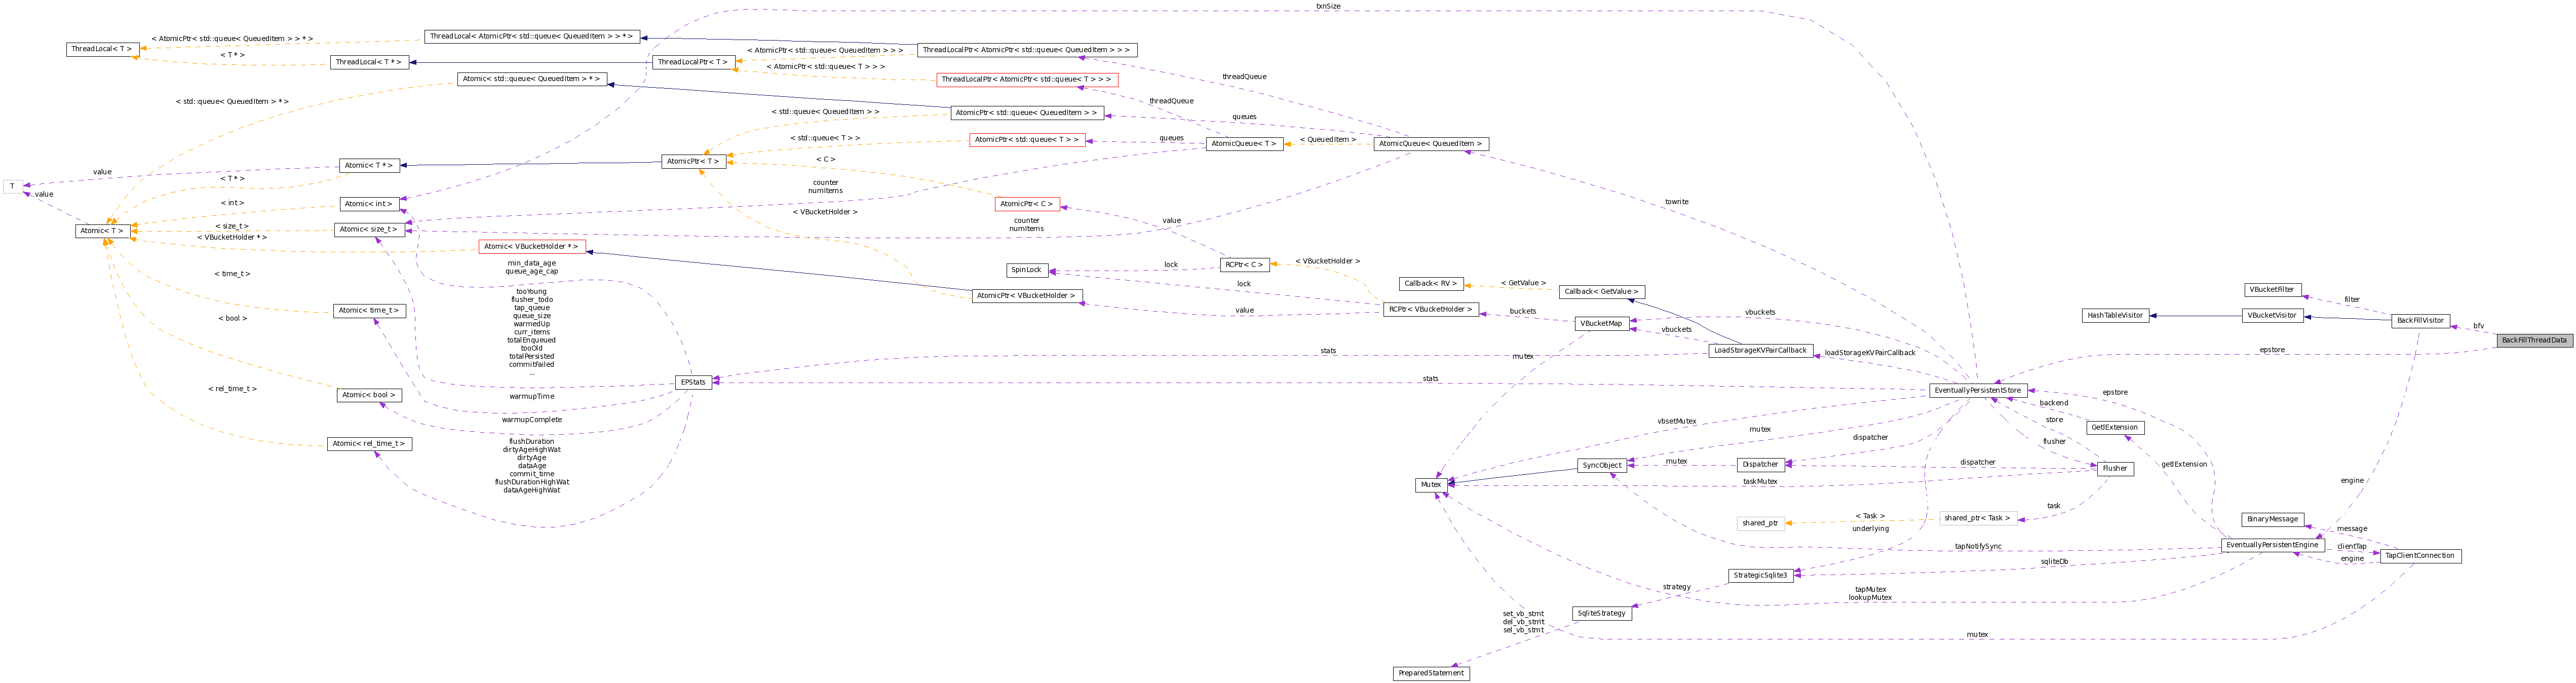 txnSize
< AtomicPtr< std::queue< QueuedItem > > * >
ThreadLocal< AtomicPtr< std::queue< QueuedItem > > * >
ThreadLocal< T >
< T * >
ThreadLocal< T * >
ThreadLocalPtr< T >
< AtomicPtr< std::queue< QueuedItem > > >
ThreadLocalPtr< AtomicPtr< std::queue< QueuedItem > > >
< AtomicPtr< std::queue< T > > >
ThreadLocalPtr< AtomicPtr< std::queue< T > > >
threadQueue
Atomic< std::queue< QueuedItem > * >
< std::queue< QueuedItem > * >
threadQueue
< std::queue< QueuedItem > >
AtomicPtr< std::queue< QueuedItem > >
queues
< std::queue< T > >
AtomicPtr< std::queue< T > >
queues
AtomicQueue< T >
< QueuedItem >
AtomicQueue< QueuedItem >
Atomic< T * >
AtomicPtr< T >
< C >
value
T
value
< T * >
counter
numItems
< int >
Atomic< int >
AtomicPtr< C >
< VBucketHolder >
value
counter
numItems
towrite
Atomic< T >
< size_t >
Atomic< size_t >
< VBucketHolder * >
Atomic< VBucketHolder * >
min_data_age
queue_age_cap
SpinLock
lock
RCPtr< C >
< VBucketHolder >
< time_t >
lock
Callback< RV >
< GetValue >
Callback< GetValue >
VBucketFilter
filter
tooYoung
flusher_todo
tap_queue
queue_size
warmedUp
curr_items
totalEnqueued
tooOld
totalPersisted
commitFailed
...
AtomicPtr< VBucketHolder >
value
RCPtr< VBucketHolder >
buckets
VBucketMap
vbuckets
vbuckets
HashTableVisitor
VBucketVisitor
BackFillVisitor
bfv
BackFillThreadData
Atomic< time_t >
< bool >
mutex
LoadStorageKVPairCallback
loadStorageKVPairCallback
epstore
stats
stats
EPStats
< rel_time_t >
Atomic< bool >
warmupTime
EventuallyPersistentStore
epstore
backend
warmupComplete
vbsetMutex
mutex
dispatcher
store
GetlExtension
flusher
Atomic< rel_time_t >
flushDuration
dirtyAgeHighWat
dirtyAge
dataAge
commit_time
flushDurationHighWat
dataAgeHighWat
SyncObject
mutex
Dispatcher
dispatcher
Flusher
getlExtension
Mutex
taskMutex
engine
task
shared_ptr
< Task >
shared_ptr< Task >
underlying
BinaryMessage
message
tapNotifySync
EventuallyPersistentEngine
clientTap
engine
TapClientConnection
sqliteDb
StrategicSqlite3
strategy
tapMutex
lookupMutex
SqliteStrategy
set_vb_stmt
del_vb_stmt
sel_vb_stmt
mutex
PreparedStatement